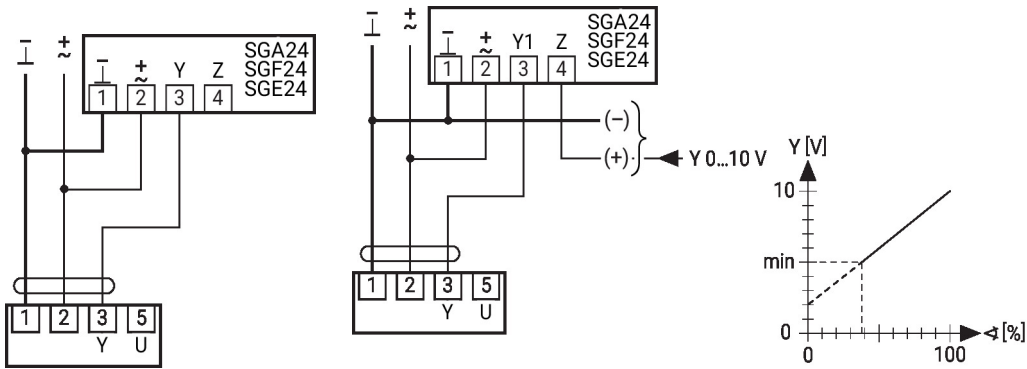 – +
⊥ ~
SGA24
SGF24
SGE24
– +
⊥ ~ Y Z
1 2 3 4
1 2 3 5
Y U
– +
⊥ ~
SGA24
SGF24
SGE24
– +
⊥ ~ Y1 Z
1 2 3 4
(–)
(+) Y 0...10 V
1 2 3 5
Y U
Y [V]
10
min
0
0 100
∢ [%]